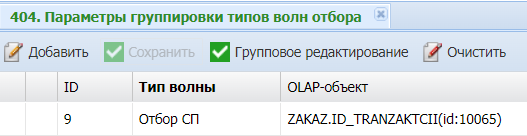 404. Параметры группировки типов волн отбора
Добавить Сохранить Групповое редактирование Очистить
ID Тип волны OLAP-объект
9 Отбор СП ZAKAZ.ID_TRANZAKTCII(id:10065)